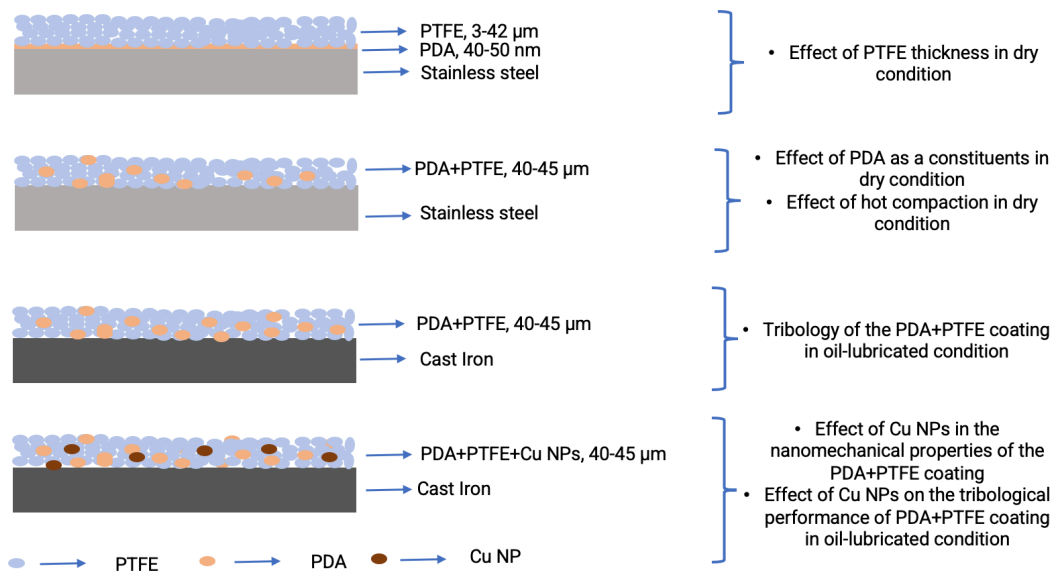 PTFE, 3-42 μm
PDA, 40-50 nm
Stainless steel
• Effect of PTFE thickness in dry
condition
PDA+PTFE, 40-45 μm
Stainless steel
• Effect of PDA as a constituents in
dry condition
• Effect of hot compaction in dry
condition
PDA+PTFE, 40-45 μm
Cast Iron
• Tribology of the PDA+PTFE coating
in oil-lubricated condition
PDA+PTFE+Cu NPs, 40-45 μm
Cast Iron
• Effect of Cu NPs in the
nanomechanical properties of the
PDA+PTFE coating
• Effect of Cu NPs on the tribological
performance of PDA+PTFE coating
in oil-lubricated condition
PTFE
PDA
Cu NP